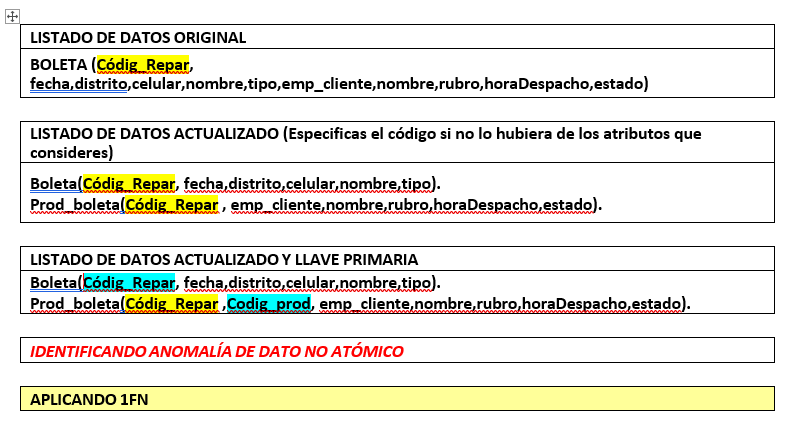 LISTADO DE DATOS ORIGINAL
BOLETA (Códig_Repar,
fecha,distrito,celular,nombre,tipo,emp_cliente,nombre,rubro,horaDespacho,estado)
LISTADO DE DATOS ACTUALIZADO (Especificas el código si no lo hubiera de los atributos que
consideres)
Boleta(Códig_Repar, fecha,distrito,celular,nombre,tipo).
Prod_boleta(Códig_Repar , emp_cliente,nombre,rubro,horaDespacho,estado).
LISTADO DE DATOS ACTUALIZADO Y LLAVE PRIMARIA
Boleta(Códig_Repar, fecha,distrito,celular,nombre,tipo).
Prod_boleta(Códig_Repar ,Codig_prod, emp_cliente,nombre,rubro,horaDespacho,estado).
IDENTIFICANDO ANOMALÍA DE DATO NO ATÓMICO
APLICANDO 1FN